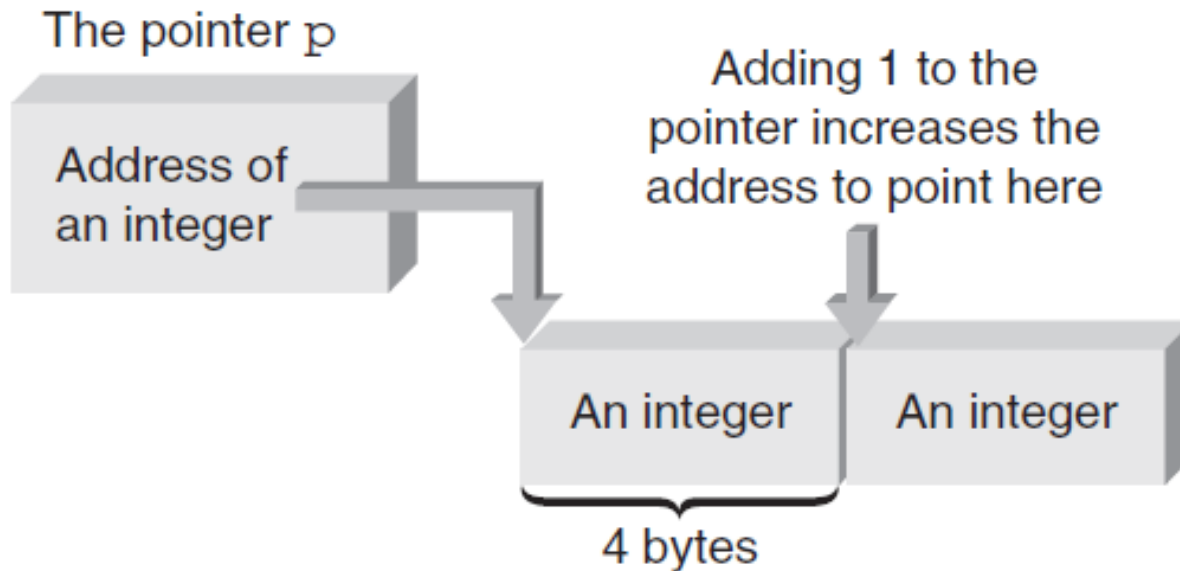 The pointer p
Address of
an integer
Adding 1 to the
pointer increases the
address to point here
An integer
An integer
4 bytes